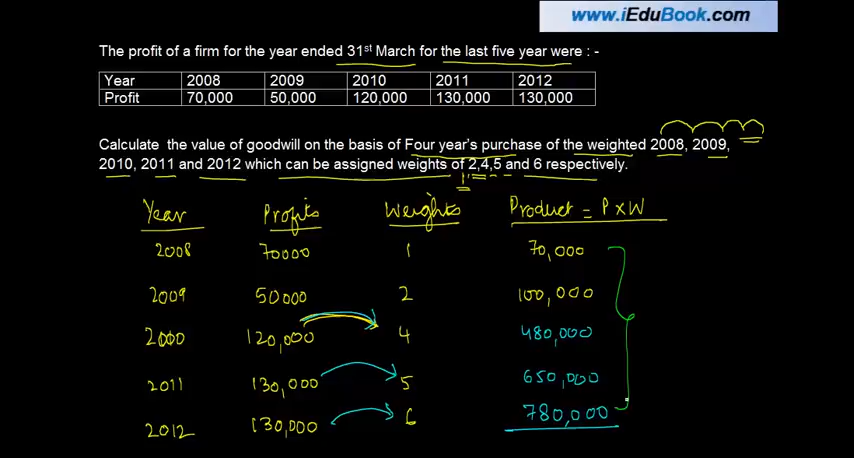 www.iEduBook.com
The profit of a firm for the year ended 31st March for the last five year were : -
Year 2008 2009 2010 2011 2012
Profit 70,000 50,000 120,000 130,000 130,000
Calculate the value of goodwill on the basis of Four year's purchase of the weighted 2008, 2009,
2010, 2011 and 2012 which can be assigned weights of 2,4,5 and 6 respectively.
1
Year Profits Weights Product = P x W
2008 70000 1 70,000
2009 50000 2 100,000
2000 120,000 4 480,000
2011 130,000 5 650,000
2012 130,000 6 780,000